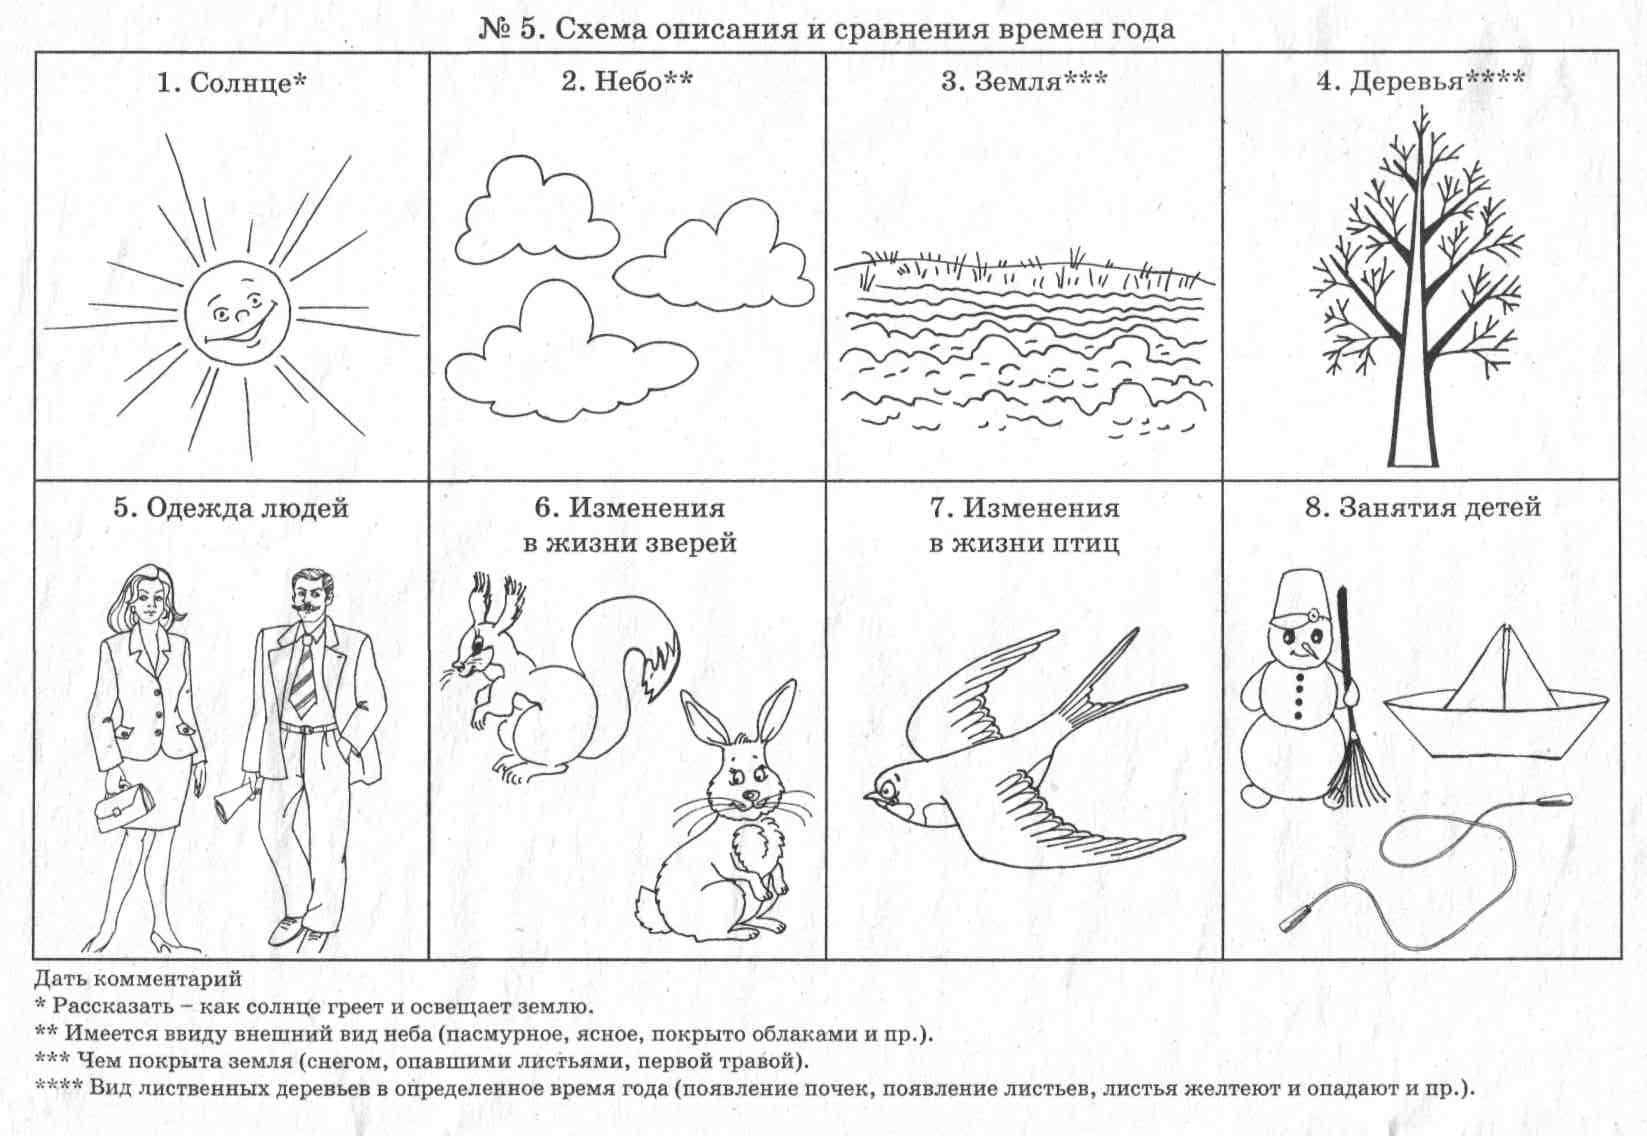 № 5. Схема описания и сравнения времен года
1. Солнце*
2. Небо**
3. Земля***
4. Деревья****
5. Одежда людей
6. Изменения
в жизни зверей
7. Изменения
в жизни птиц
8. Занятия детей
Дать комментарий
* Рассказать – как солнце греет и освещает землю.
** Имеется ввиду внешний вид неба (пасмурное, ясное, покрыто облаками и пр.).
*** Чем покрыта земля (снегом, опавшими листьями, первой травой).
**** Вид лиственных деревьев в определенное время года (появление почек, появление листьев, листья желтеют и опадают и пр.).